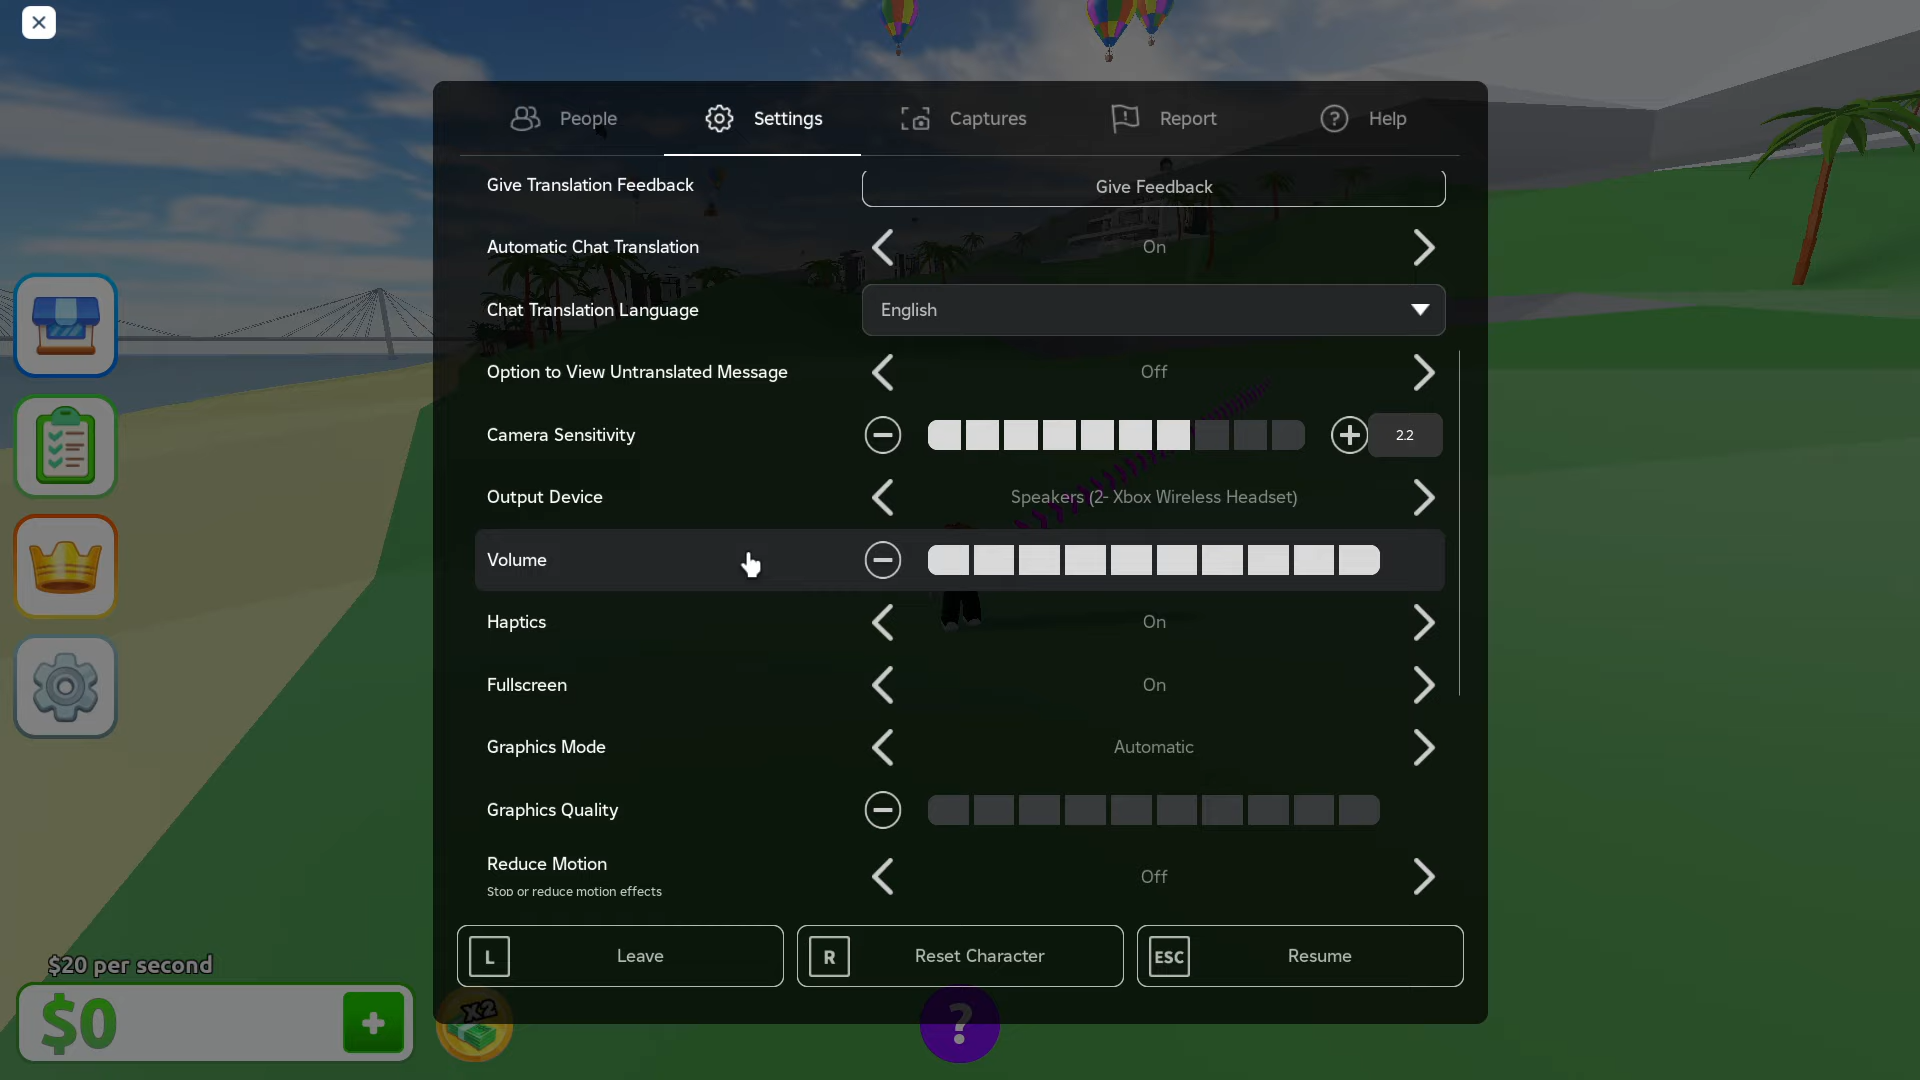 People
Settings
Captures
Report
Help
Give Translation Feedback
Give Feedback
Automatic Chat Translation
On
Chat Translation Language
English
Option to View Untranslated Message
Off
Camera Sensitivity
2.2
Output Device
Speakers (2- Xbox Wireless Headset)
Volume
Haptics
On
Fullscreen
On
Graphics Mode
Automatic
Graphics Quality
Reduce Motion
Stop or reduce motion effects
Off
L
Leave
R
Reset Character
ESC
Resume
$20 per second
$0
X2
?